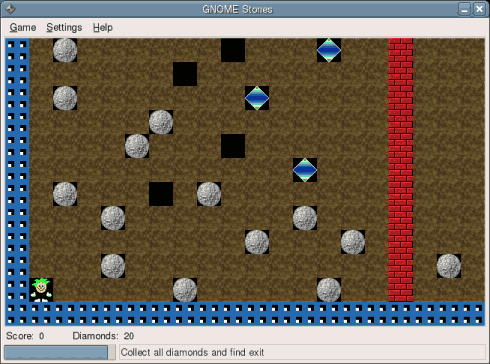 GNOME Stones
Game Settings Help
Score: 0 Diamonds: 20
Collect all diamonds and find exit